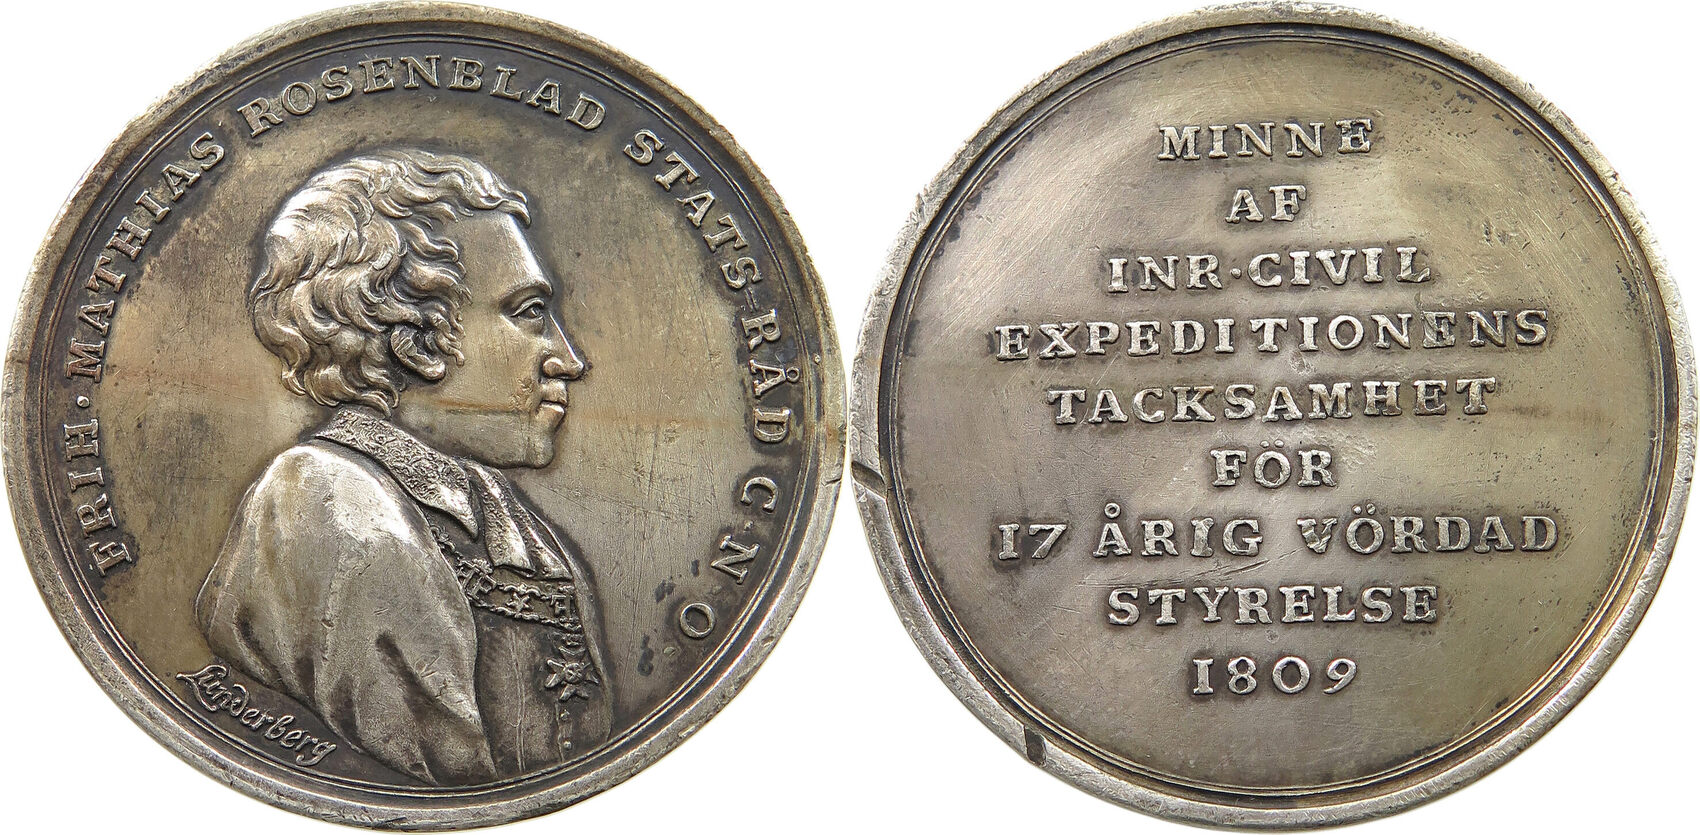 FRIH · MATHIAS ROSENBLAD STATS-RÅD C·N·O
Lunderberg
MINNE
AF
INR·CIVIL
EXPEDITIONENS
TACKSAMHET
FÖR
17 ÅRIG VÖRDAD
STYRELSE
1809